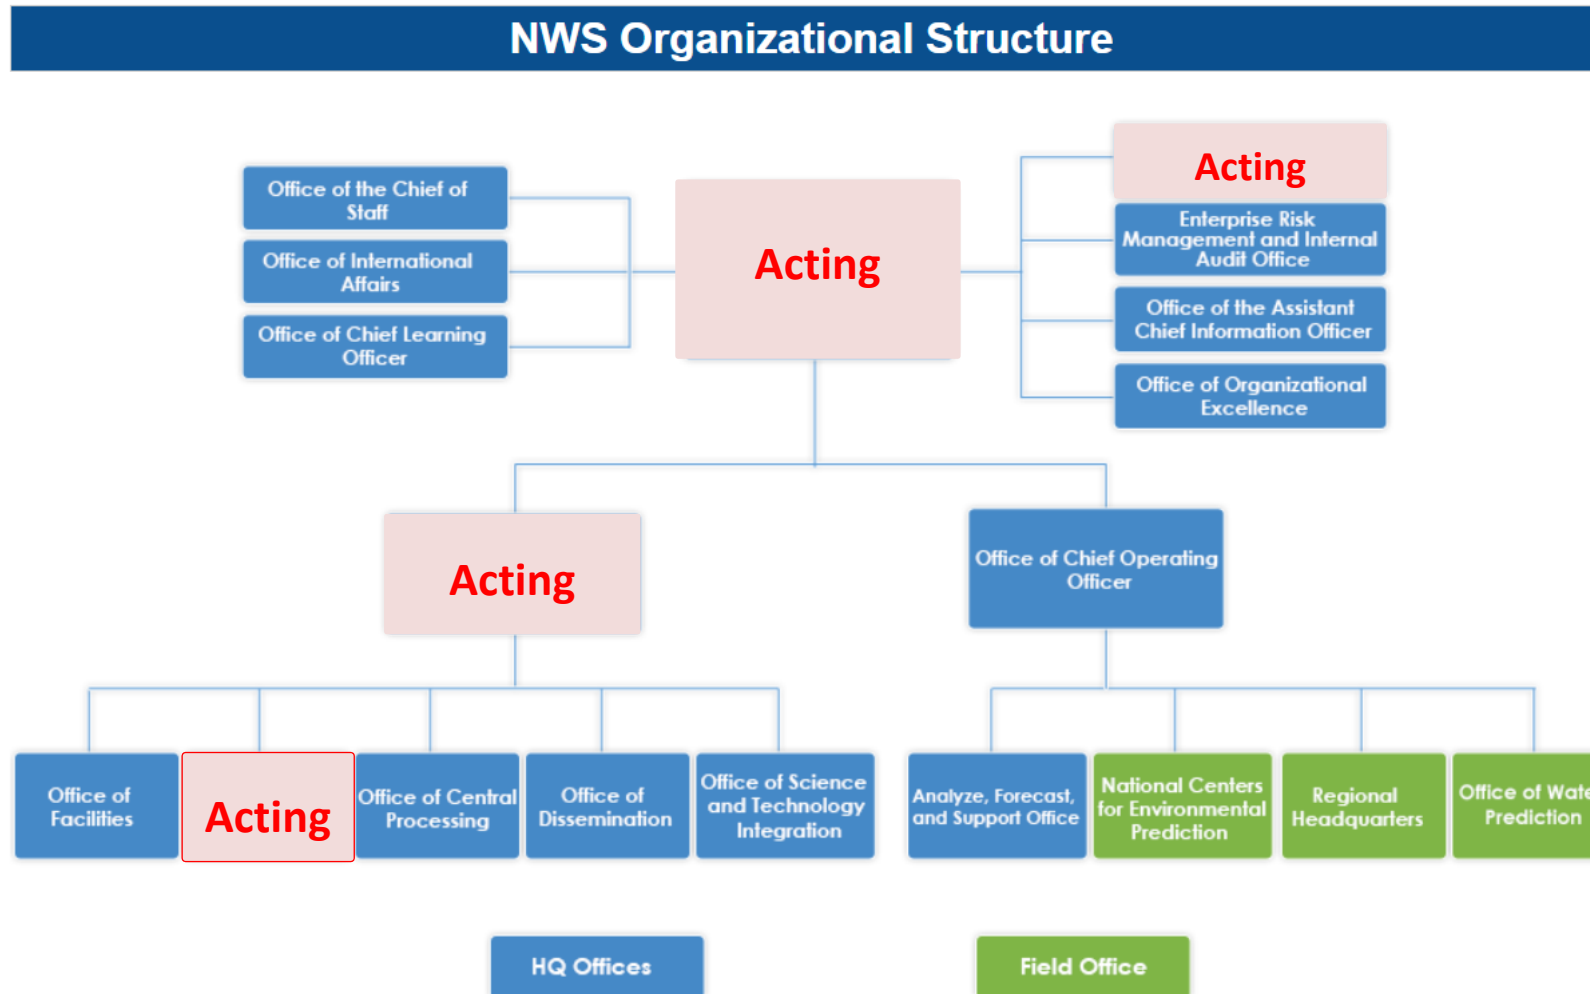 NWS Organizational Structure
Office of the Chief of
Staff
Office of International
Affairs
Office of Chief Learning
Officer
Acting
Acting
Enterprise Risk
Management and Internal
Audit Office
Office of the Assistant
Chief Information Officer
Office of Organizational
Excellence
Acting
Office of Chief Operating
Officer
Office of
Facilities
Acting
Office of Central
Processing
Office of
Dissemination
Office of Science
and Technology
Integration
Analyze, Forecast,
and Support Office
National Centers
for Environmental
Prediction
Regional
Headquarters
Office of Wate
Prediction
HQ Offices
Field Office